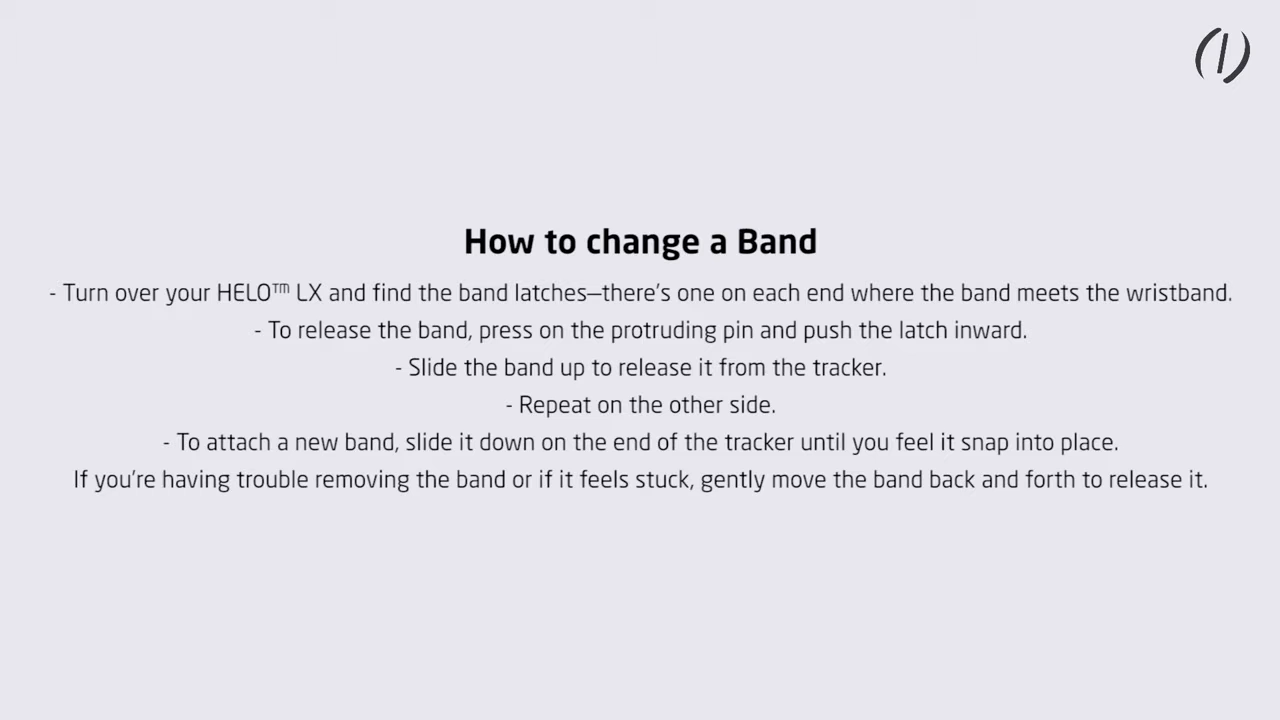 How to change a Band
- Turn over your HELO™ LX and find the band latches—there's one on each end where the band meets the wristband.
- To release the band, press on the protruding pin and push the latch inward.
- Slide the band up to release it from the tracker.
- Repeat on the other side.
- To attach a new band, slide it down on the end of the tracker until you feel it snap into place.
If you're having trouble removing the band or if it feels stuck, gently move the band back and forth to release it.